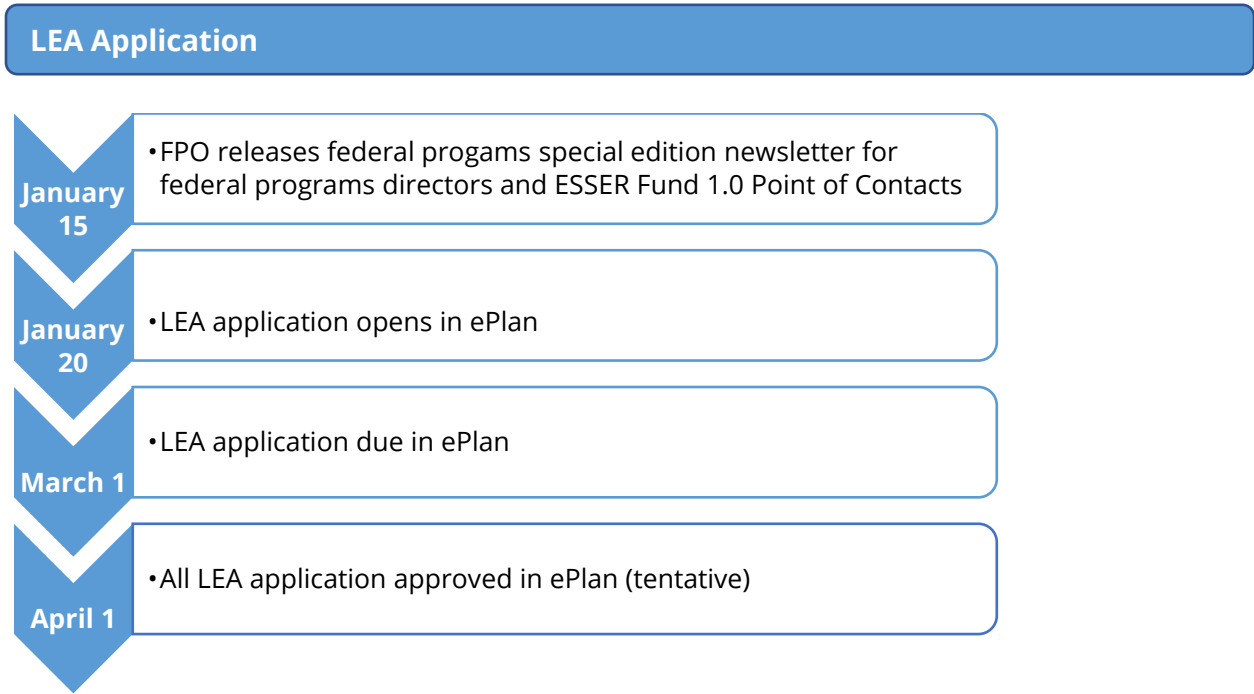 LEA Application
January
15
•FPO releases federal progams special edition newsletter for
federal programs directors and ESSER Fund 1.0 Point of Contacts
January
20
•LEA application opens in ePlan
March 1
•LEA application due in ePlan
April 1
•All LEA application approved in ePlan (tentative)